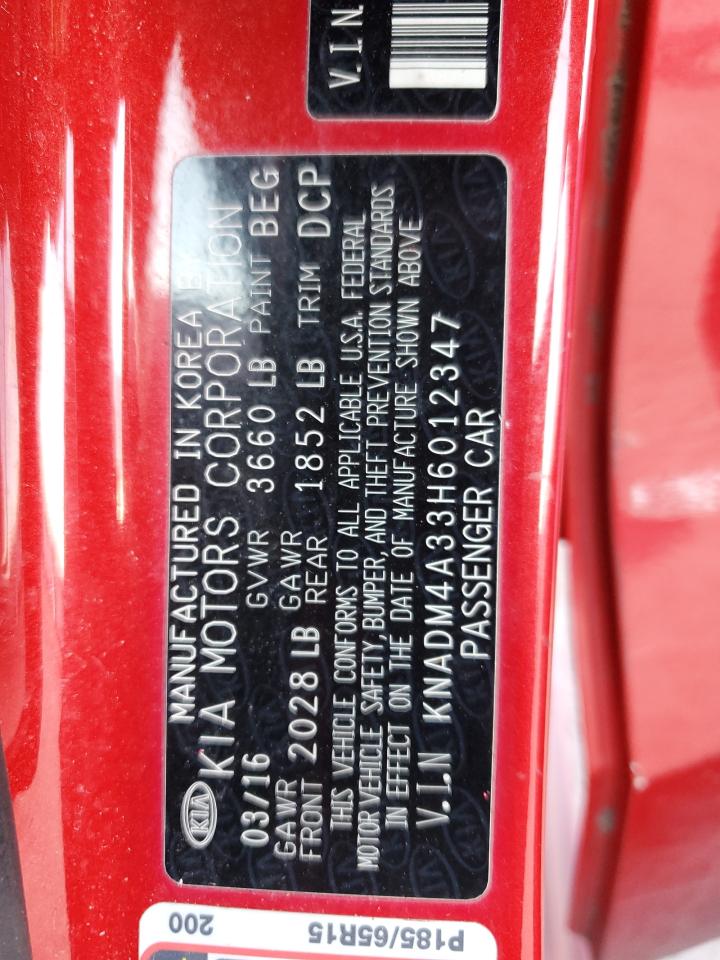 V.I.N
MANUFACTURED IN KOREA B
KIA KIA MOTORS CORPORATION
03/16 GVWR 3660 LB PAINT BEG
GAWR FRONT 2028 LB GAWR REAR 1852 LB TRIM DCP
THIS VEHICLE CONFORMS TO ALL APPLICABLE U.S.A. FEDERAL
MOTOR VEHICLE SAFETY, BUMPER, AND THEFT PREVENTION STANDARDS
IN EFFECT ON THE DATE OF MANUFACTURE SHOWN ABOVE
V.I.N KNADM4A33H6012347
PASSENGER CAR
P185/65R15
200